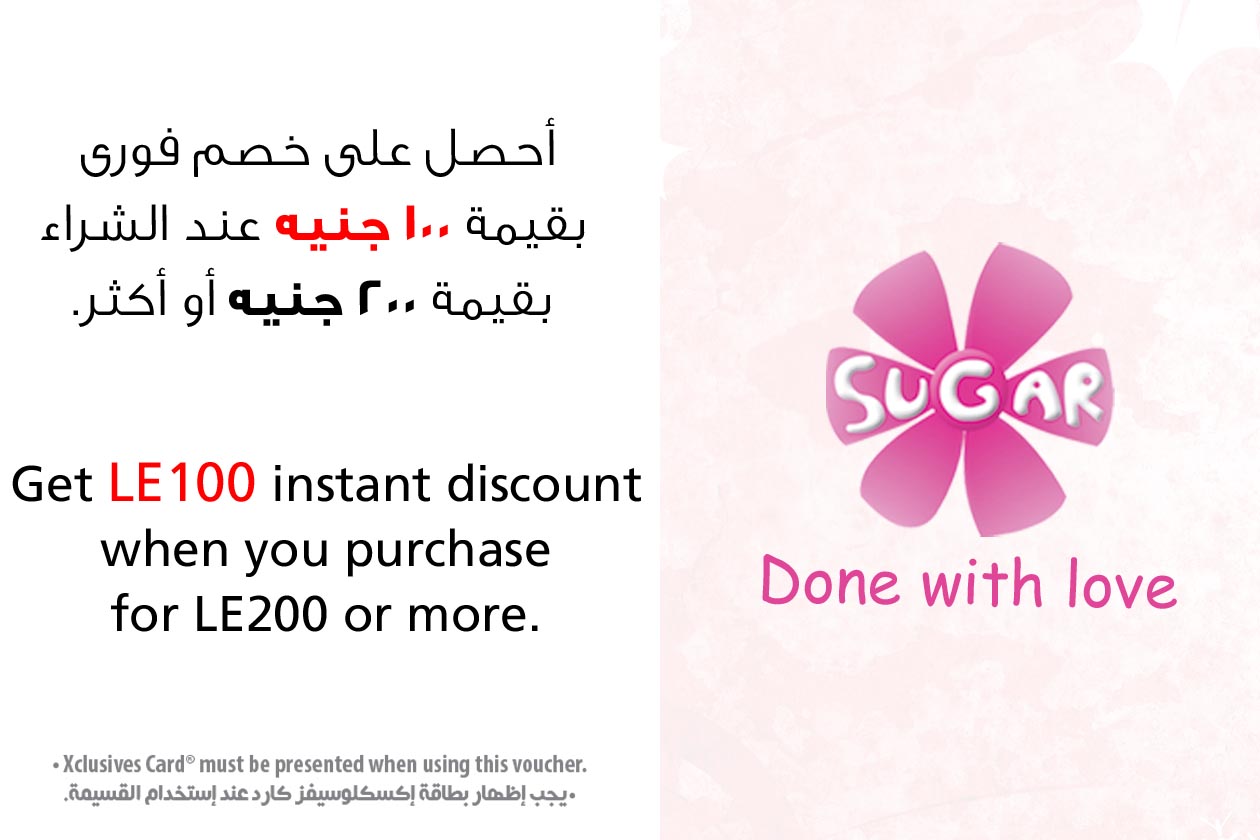 أحصل على خصم فورى
بقيمة ١٠٠ جنيه عند الشراء
بقيمة ٢٠٠ جنيه أو أكثر.
Get LE100 instant discount
when you purchase
for LE200 or more.
• Xclusives Card® must be presented when using this voucher.
•يجب إظهار بطاقة إكسكلوسيفز كارد عند إستخدام القسيمة.
SUGAR
Done with love